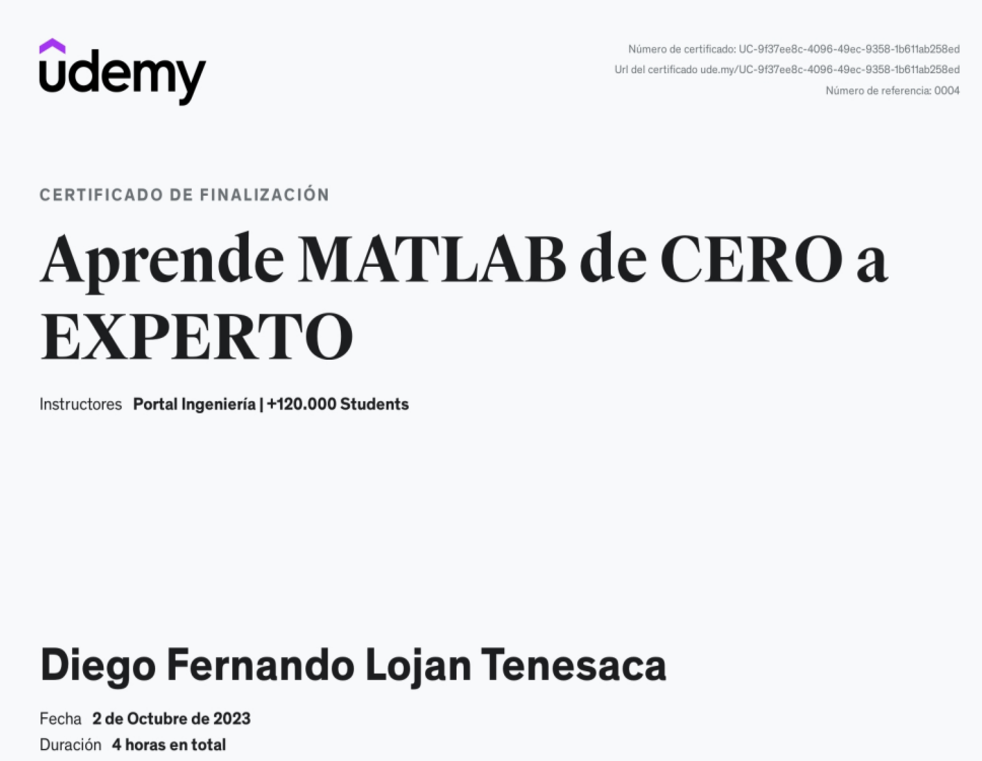 udemy
Número de certificado: UC-9f37ee8c-4096-49ec-9358-1b611ab258ed
Url del certificado ude.my/UC-9f37ee8c-4096-49ec-9358-1b611ab258ed
Número de referencia: 0004
CERTIFICADO DE FINALIZACIÓN
Aprende MATLAB de CERO a
EXPERTO
Instructores Portal Ingeniería | +120.000 Students
Diego Fernando Lojan Tenesaca
Fecha 2 de Octubre de 2023
Duración 4 horas en total